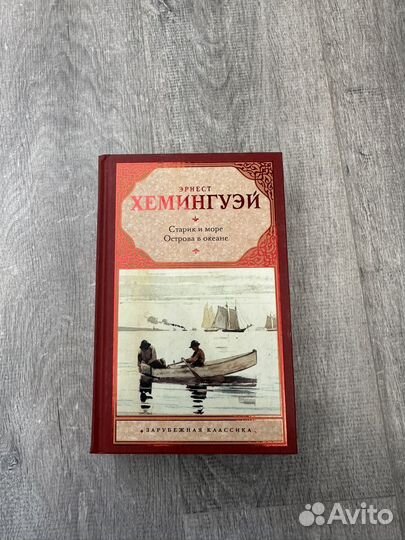 ЭРНЕСТ
ХЕМИНГУЭЙ
Старик и море
Острова в океане
ЗАРУБЕЖНАЯ КЛАССИКА
Avito